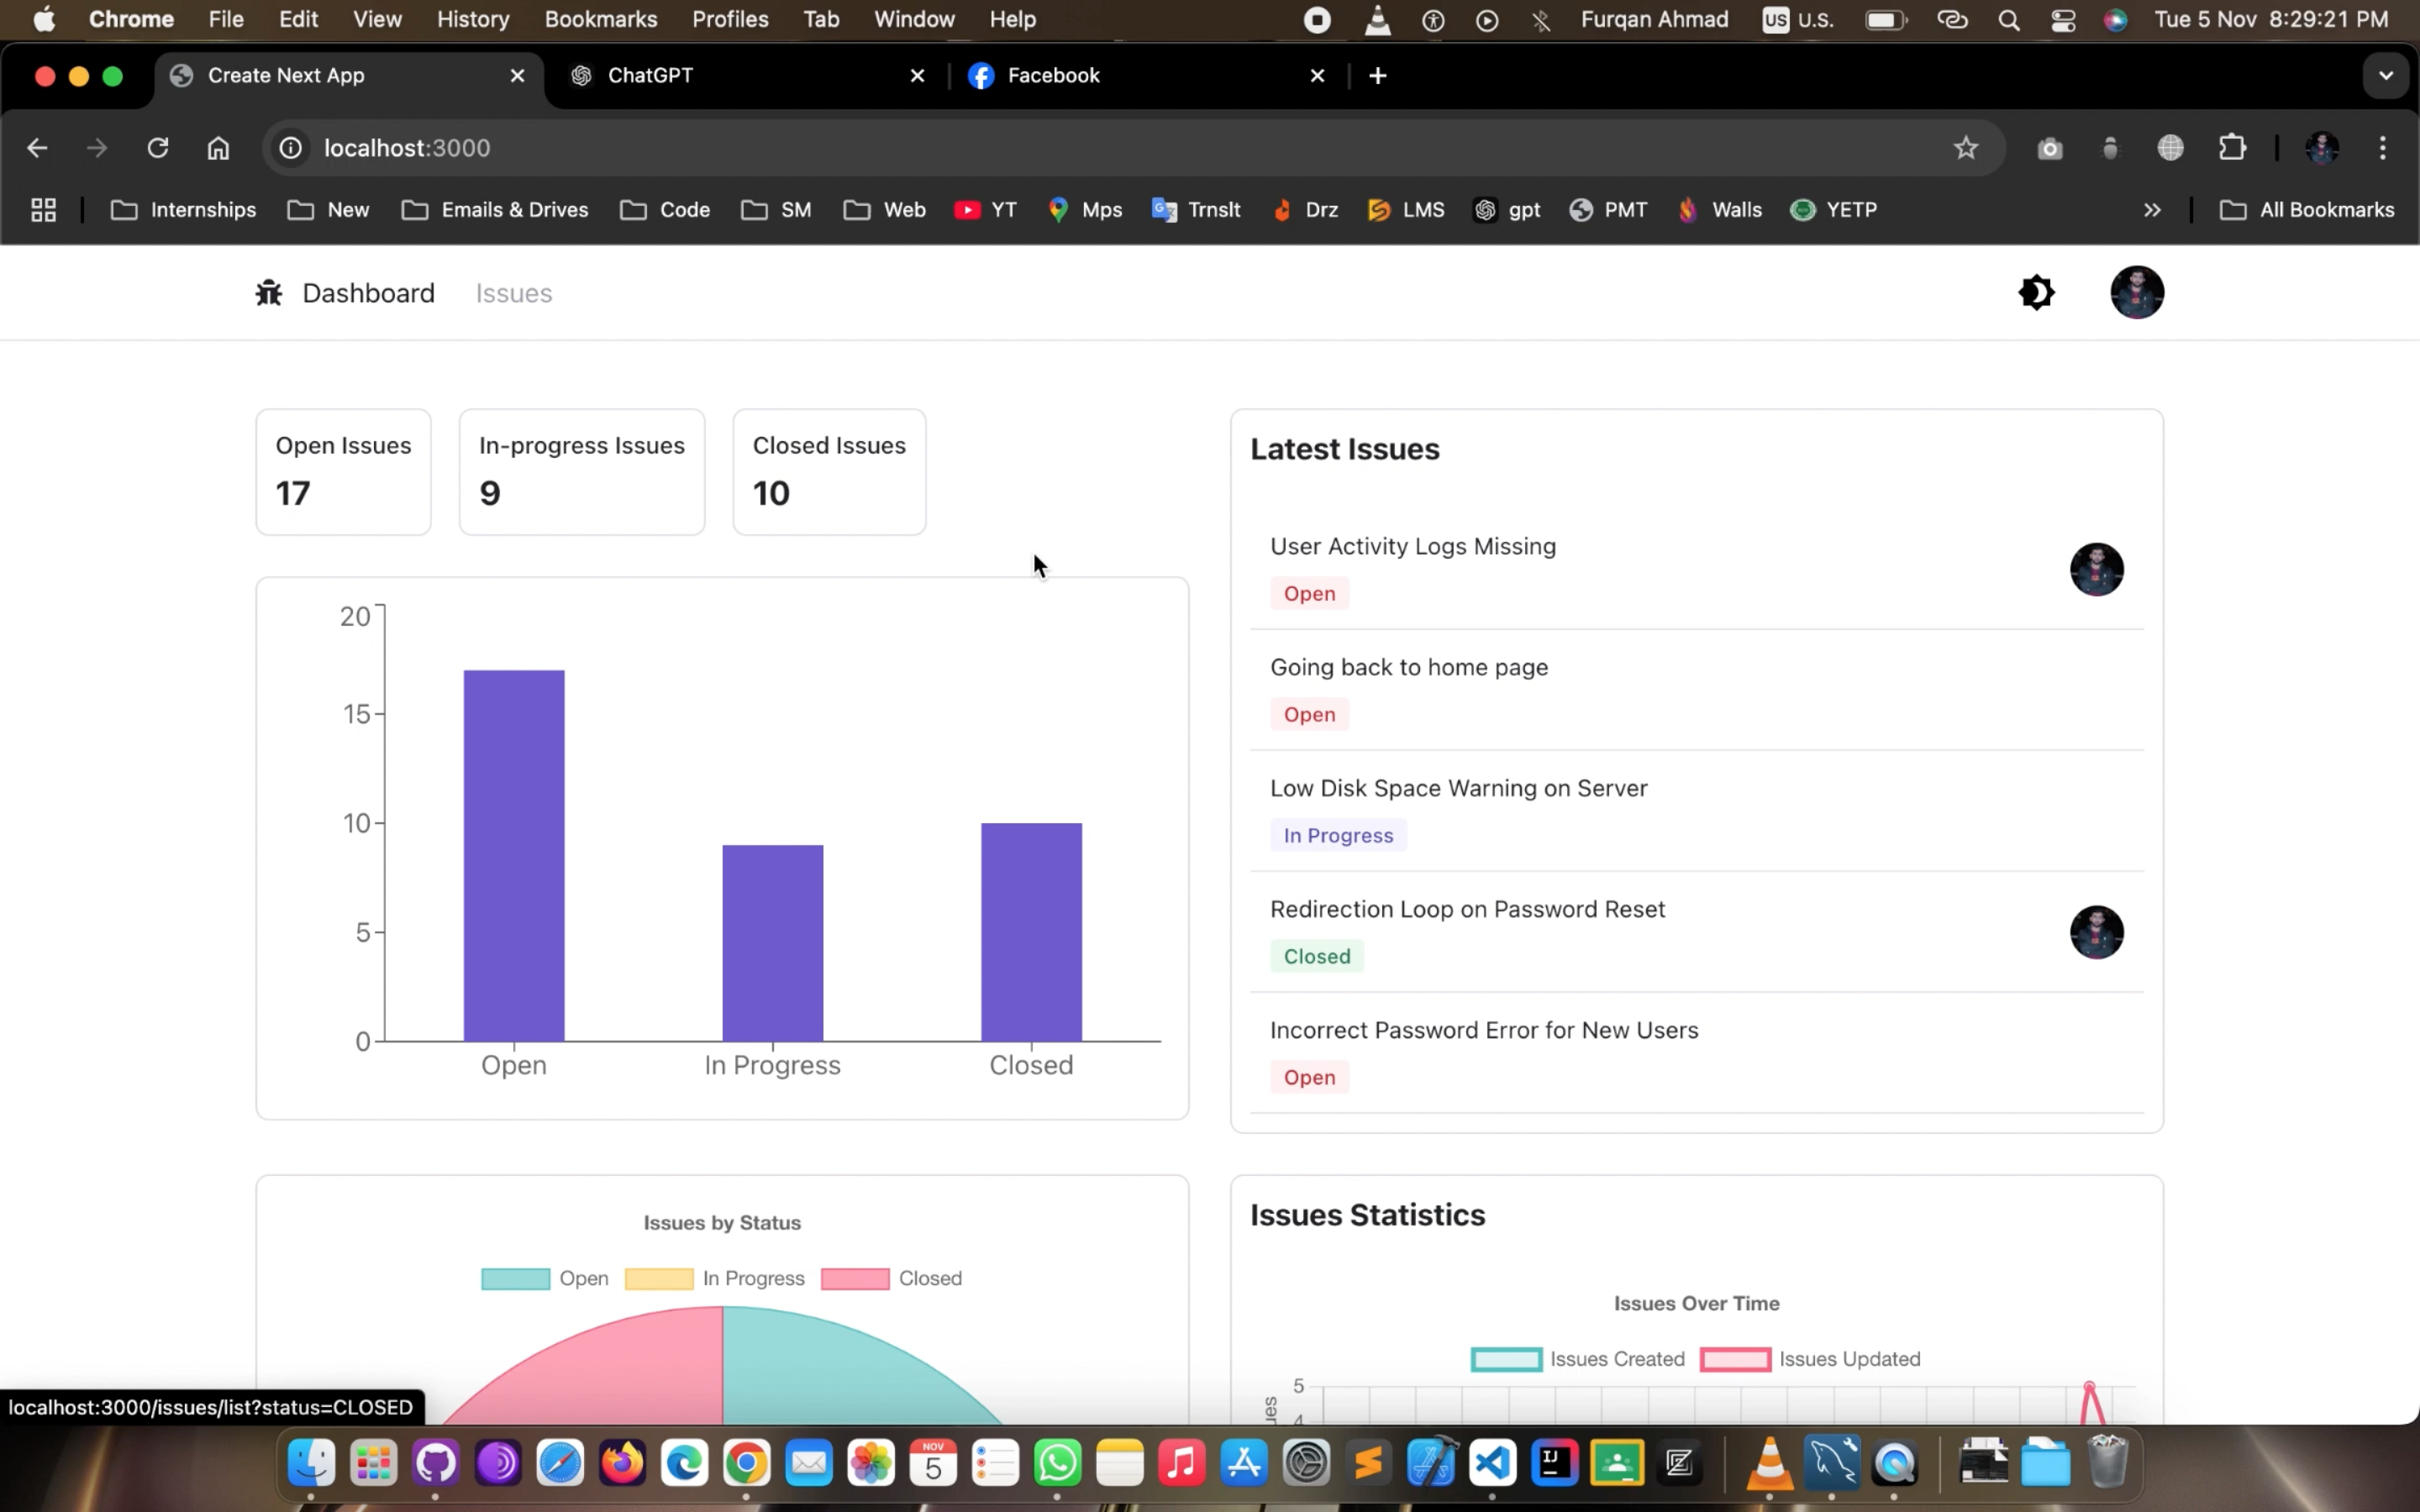 Chrome File Edit View History Bookmarks Profiles Tab Window Help Furqan Ahmad US U.S. Tue 5 Nov 8:29:21 PM
Create Next App ChatGPT Facebook
localhost:3000
Internships New Emails & Drives Code SM Web YT Mps Trnslt Drz LMS gpt PMT Walls YETP All Bookmarks
Dashboard Issues
Open Issues
17
In-progress Issues
9
Closed Issues
10
20
15
10
5
0
Open In Progress Closed
Latest Issues
User Activity Logs Missing
Open
Going back to home page
Open
Low Disk Space Warning on Server
In Progress
Redirection Loop on Password Reset
Closed
Incorrect Password Error for New Users
Open
Issues by Status
Open In Progress Closed
Issues Statistics
Issues Over Time
Issues Created Issues Updated
5
4
localhost:3000/issues/list?status=CLOSED
NOV
5
IJ